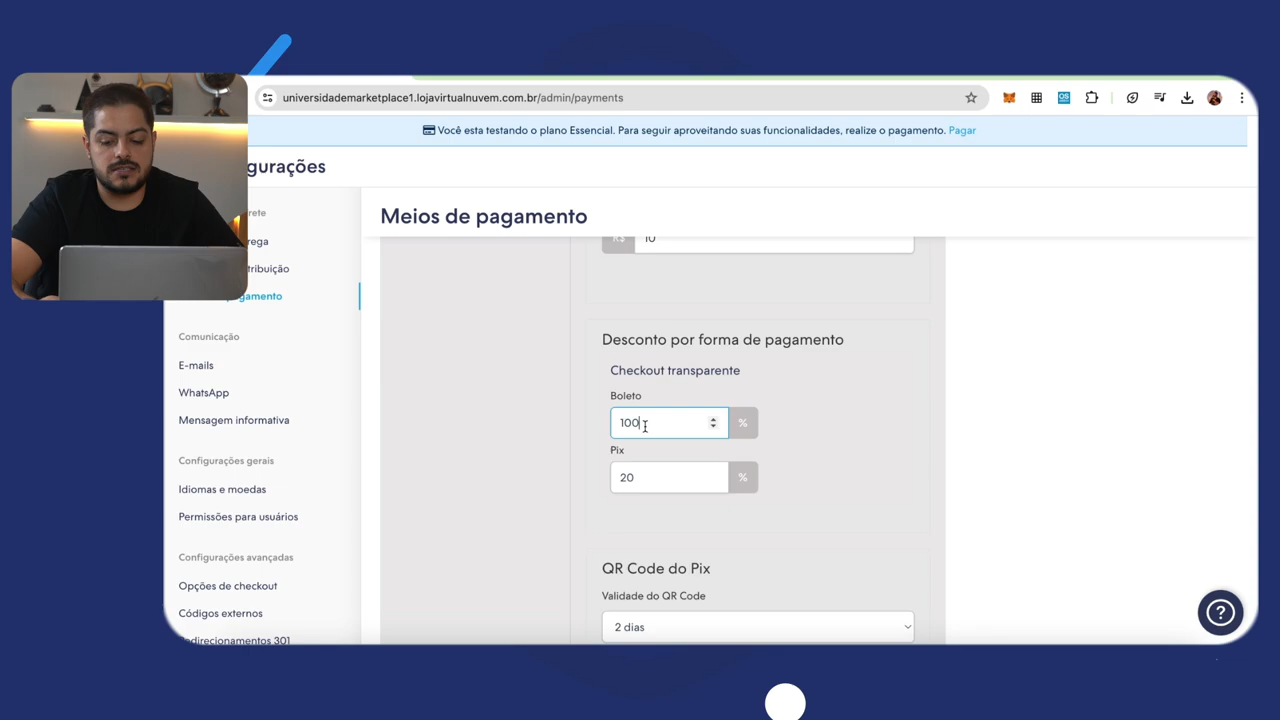 universidademarketplace1.lojavirtualnuvem.com.br/admin/payments
Você esta testando o plano Essencial. Para seguir aproveitando suas funcionalidades, realize o pagamento. Pagar
gurações
Meios de pagamento
rete
rega
tribuição
gamento
Comunicação
E-mails
WhatsApp
Mensagem informativa
Configurações gerais
Idiomas e moedas
Permissões para usuários
Configurações avançadas
Opções de checkout
Códigos externos
Redirecionamentos 301
R$ 10
Desconto por forma de pagamento
Checkout transparente
Boleto
100 %
Pix
20 %
QR Code do Pix
Validade do QR Code
2 dias
?